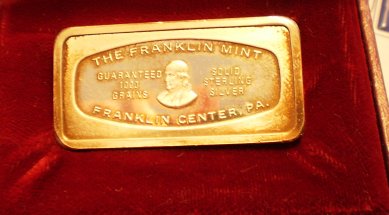 THE FRANKLIN MINT
GUARANTEED
1000
GRAINS
SOLID
STERLING
SILVER
FRANKLIN CENTER, PA.